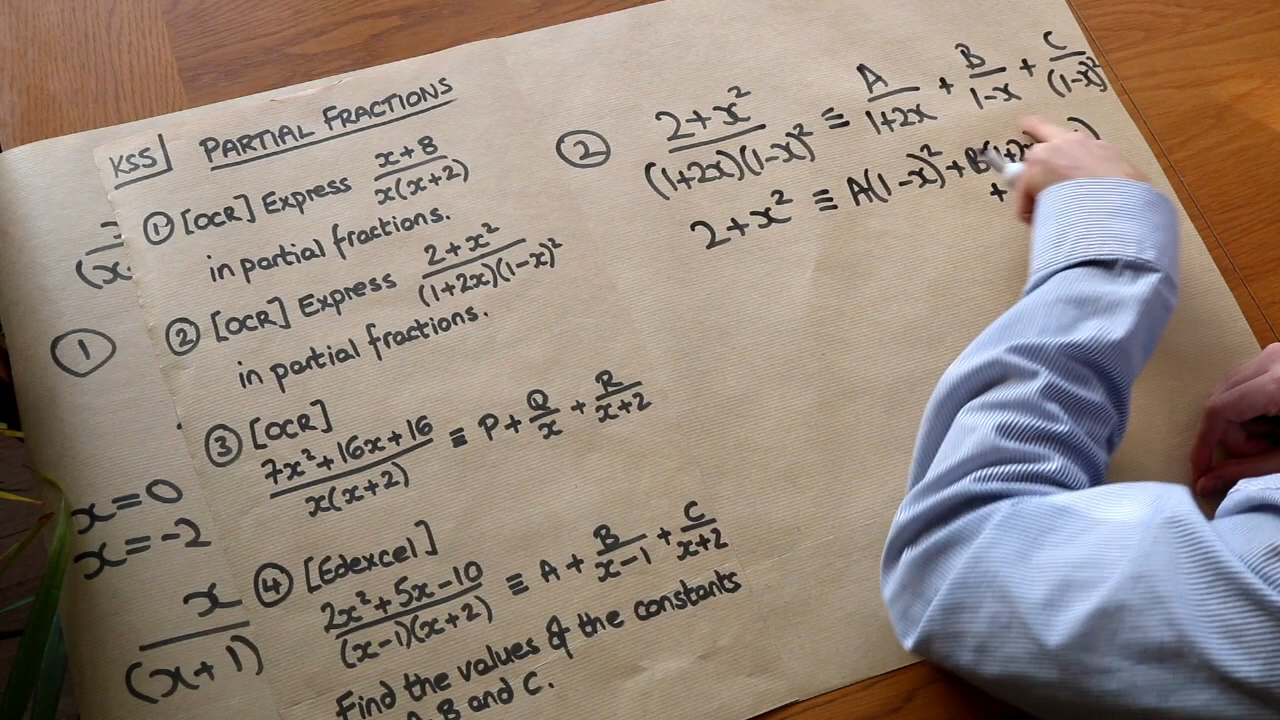 KS5 PARTIAL FRACTIONS
① [OCR] Express x+8 / x(x+2)
in partial fractions.
② [OCR] Express 2+x² / (1+2x)(1-x)²
in partial fractions.
③ [OCR]
7x²+16x+16 / x(x+2) ≡ P + Q/x + R/x+2
④ [Edexcel]
2x²+5x-10 / (x-1)(x+2) ≡ A + B/x-1 + C/x+2
Find the values of the constants
A, B and C.
② 2+x² / (1+2x)(1-x)² ≡ A/1+2x + B/1-x + C/(1-x)²
2+x² ≡ A(1-x)² + B(1+
+
①
x=0
x=-2
x / (x+1)